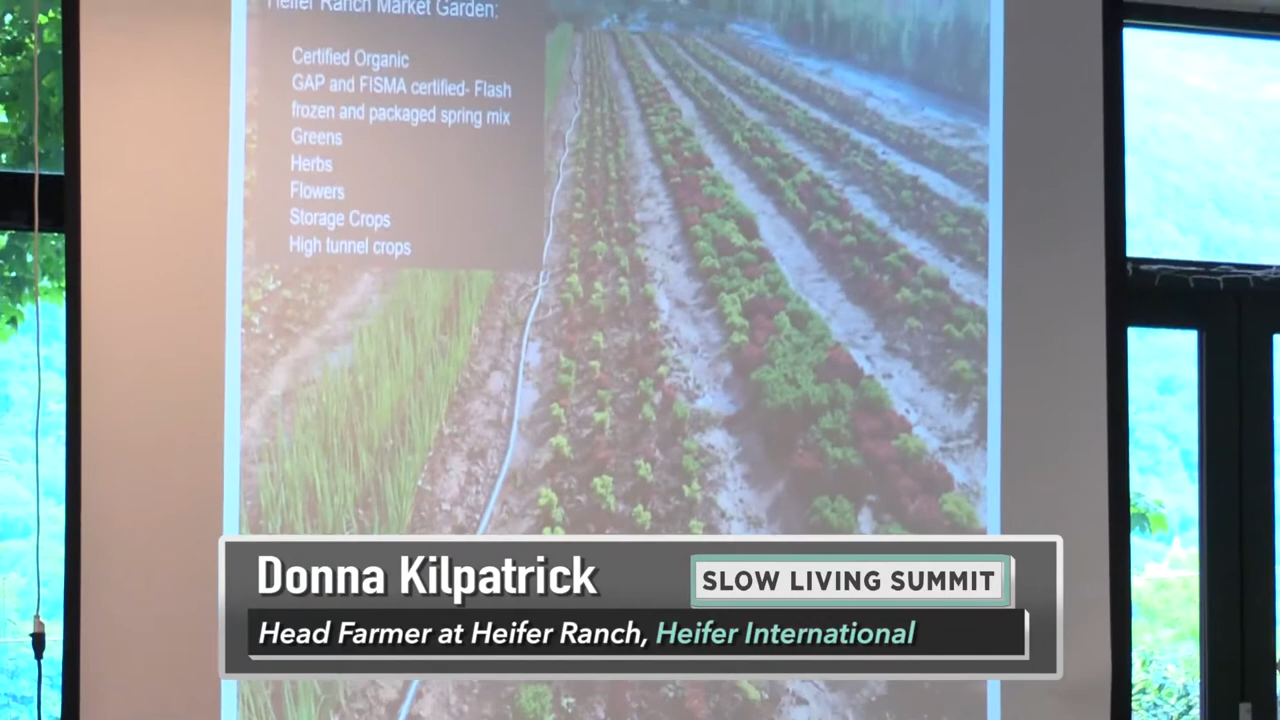 Heifer Ranch Market Garden:
Certified Organic
GAP and FISMA certified- Flash
frozen and packaged spring mix
Greens
Herbs
Flowers
Storage Crops
High tunnel crops
Donna Kilpatrick
SLOW LIVING SUMMIT
Head Farmer at Heifer Ranch, Heifer International